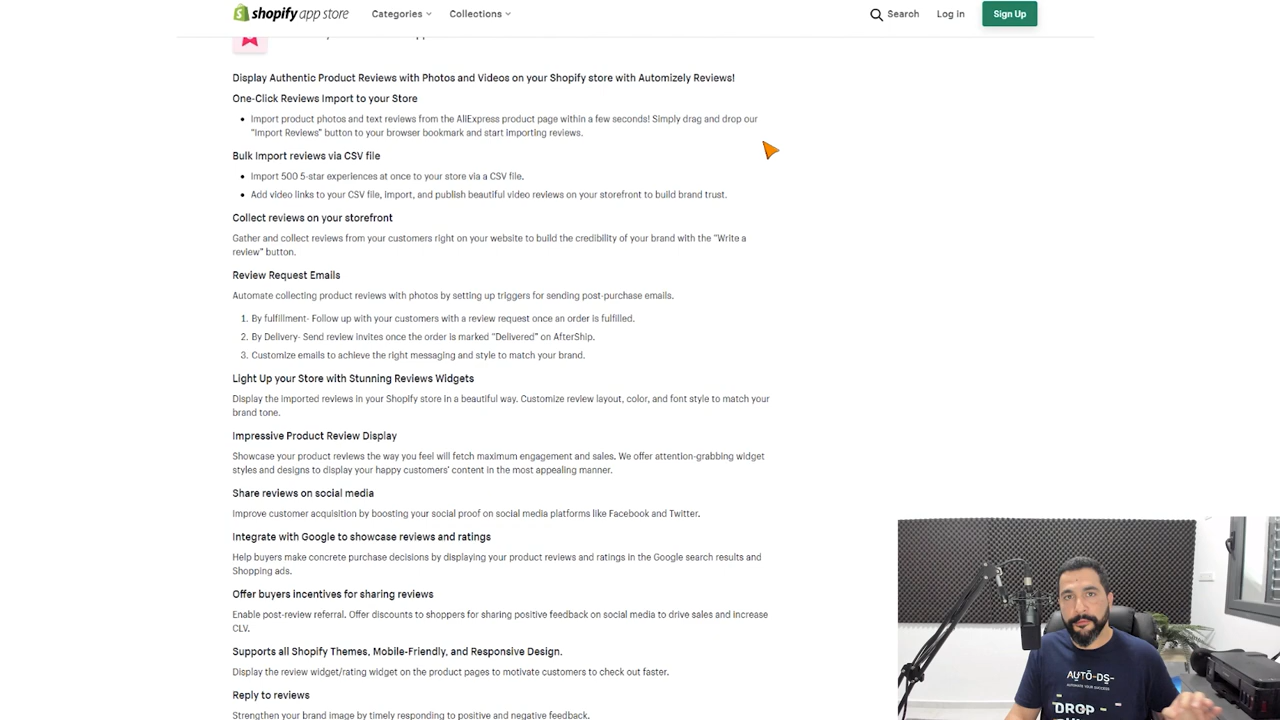 shopify app store
Categories
Collections
Search
Log in
Sign Up
Display Authentic Product Reviews with Photos and Videos on your Shopify store with Automizely Reviews!
One-Click Reviews Import to your Store
• Import product photos and text reviews from the AliExpress product page within a few seconds! Simply drag and drop our
"Import Reviews" button to your browser bookmark and start importing reviews.
Bulk Import reviews via CSV file
• Import 500 5-star experiences at once to your store via a CSV file.
• Add video links to your CSV file, import, and publish beautiful video reviews on your storefront to build brand trust.
Collect reviews on your storefront
Gather and collect reviews from your customers right on your website to build the credibility of your brand with the "Write a
review" button.
Review Request Emails
Automate collecting product reviews with photos by setting up triggers for sending post-purchase emails.
1. By fulfillment- Follow up with your customers with a review request once an order is fulfilled.
2. By Delivery- Send review invites once the order is marked "Delivered" on AfterShip.
3. Customize emails to achieve the right messaging and style to match your brand.
Light Up your Store with Stunning Reviews Widgets
Display the imported reviews in your Shopify store in a beautiful way. Customize review layout, color, and font style to match your
brand tone.
Impressive Product Review Display
Showcase your product reviews the way you feel will fetch maximum engagement and sales. We offer attention-grabbing widget
styles and designs to display your happy customers' content in the most appealing manner.
Share reviews on social media
Improve customer acquisition by boosting your social proof on social media platforms like Facebook and Twitter.
Integrate with Google to showcase reviews and ratings
Help buyers make concrete purchase decisions by displaying your product reviews and ratings in the Google search results and
Shopping ads.
Offer buyers incentives for sharing reviews
Enable post-review referral. Offer discounts to shoppers for sharing positive feedback on social media to drive sales and increase
CLV.
Supports all Shopify Themes, Mobile-Friendly, and Responsive Design.
Display the review widget/rating widget on the product pages to motivate customers to check out faster.
Reply to reviews
Strengthen your brand image by timely responding to positive and negative feedback.
AUTO-DS
AUTOMATE YOUR SUCCESS
DROP